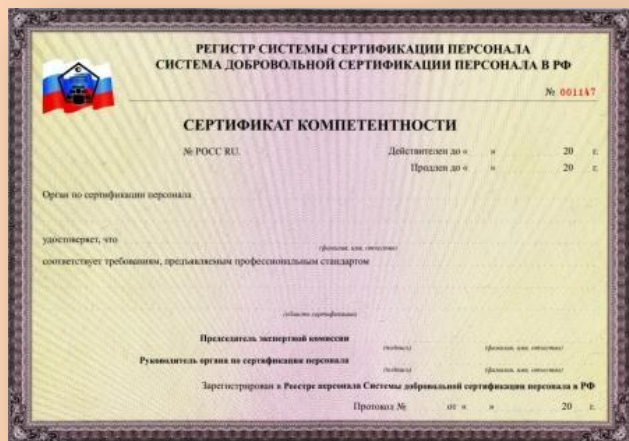 РЕГИСТР СИСТЕМЫ СЕРТИФИКАЦИИ ПЕРСОНАЛА
СИСТЕМА ДОБРОВОЛЬНОЙ СЕРТИФИКАЦИИ ПЕРСОНАЛА В РФ
№ 001147
СЕРТИФИКАТ КОМПЕТЕНТНОСТИ
№ РОСС RU. Действителен до « » 20 г.
Продлен до « » 20 г.
Орган по сертификации персонала
удостоверяет, что
(фамилия, имя, отчество)
соответствует требованиям, предъявляемым профессиональным стандартом
(область сертификации)
Председатель экспертной комиссии
(подпись) (фамилия, имя, отчество)
Руководитель органа по сертификации персонала
(подпись) (фамилия, имя, отчество)
Зарегистрирован в Реестре персонала Системы добровольной сертификации персонала в РФ
Протокол № от « » 20 г.